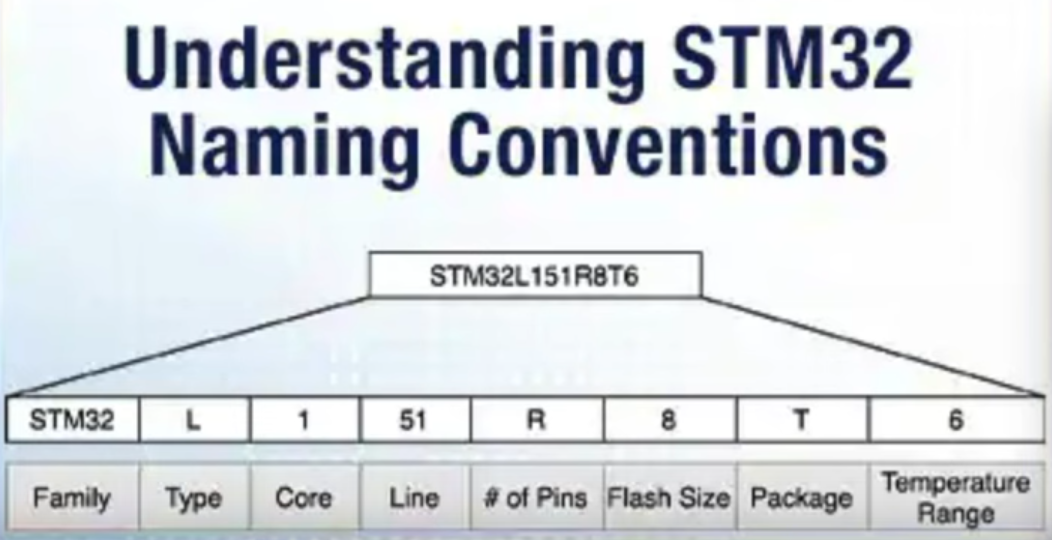 Understanding STM32
Naming Conventions
STM32L151R8T6
STM32 L 1 51 R 8 T 6
Family Type Core Line # of Pins Flash Size Package Temperature
Range